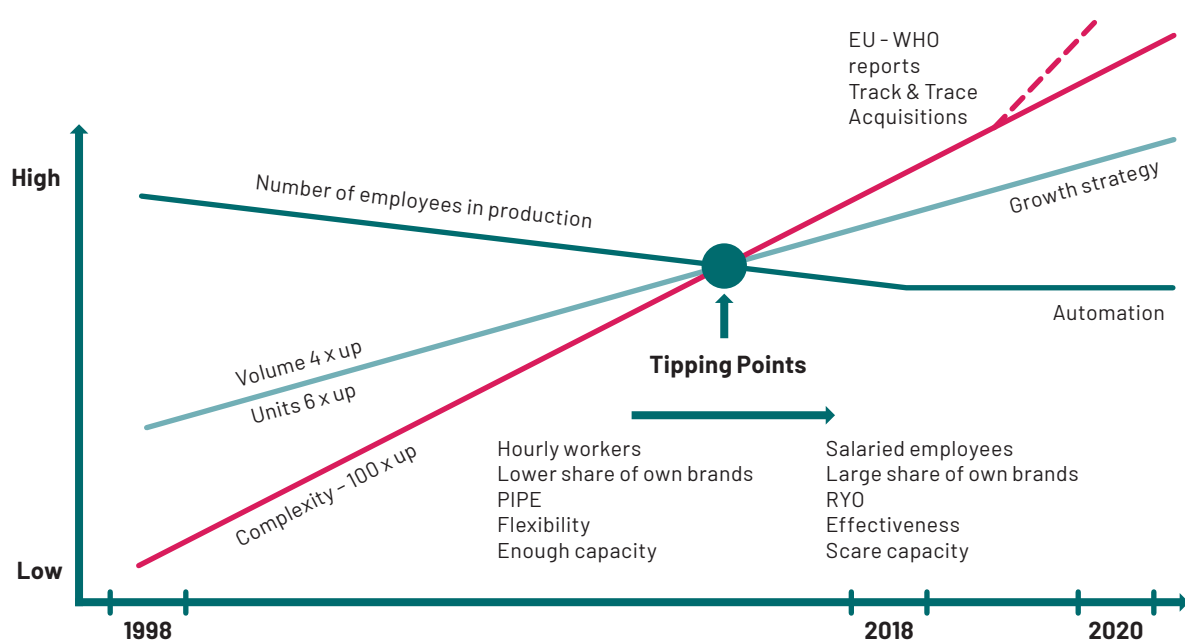 EU - WHO
reports
Track & Trace
Acquisitions
High
Number of employees in production
Growth strategy
Automation
Tipping Points
Volume 4 x up
Units 6 x up
Complexity – 100 x up
Hourly workers
Lower share of own brands
PIPE
Flexibility
Enough capacity
Salaried employees
Large share of own brands
RYO
Effectiveness
Scare capacity
Low
1998
2018
2020